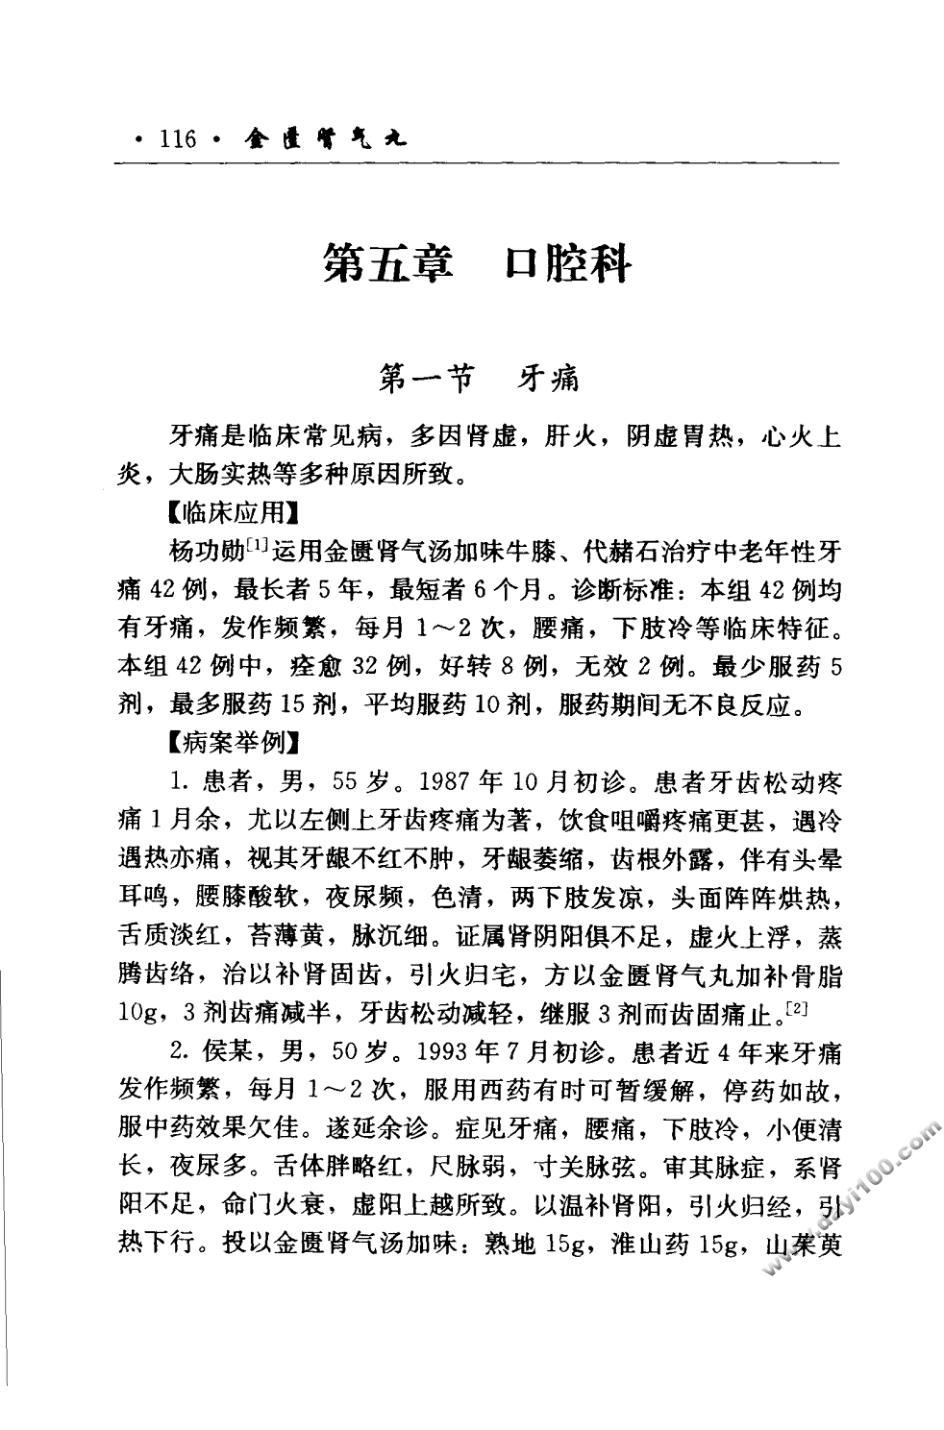 ·116· 金匮肾气丸
第五章 口腔科
第一节 牙痛
牙痛是临床常见病，多因肾虚，肝火，阴虚胃热，心火上
炎，大肠实热等多种原因所致。
【临床应用】
杨功勋[1]运用金匮肾气汤加味牛膝、代赭石治疗中老年性牙
痛 42 例，最长者 5 年，最短者 6 个月。诊断标准：本组 42 例均
有牙痛，发作频繁，每月 1～2 次，腰痛，下肢冷等临床特征。
本组 42 例中，痊愈 32 例，好转 8 例，无效 2 例。最少服药 5
剂，最多服药 15 剂，平均服药 10 剂，服药期间无不良反应。
【病案举例】
1. 患者，男，55 岁。1987 年 10 月初诊。患者牙齿松动疼
痛 1 月余，尤以左侧上牙齿疼痛为著，饮食咀嚼疼痛更甚，遇冷
遇热亦痛，视其牙龈不红不肿，牙龈萎缩，齿根外露，伴有头晕
耳鸣，腰膝酸软，夜尿频，色清，两下肢发凉，头面阵阵烘热，
舌质淡红，苔薄黄，脉沉细。证属肾阴阳俱不足，虚火上浮，蒸
腾齿络，治以补肾固齿，引火归宅，方以金匮肾气丸加补骨脂
10g，3 剂齿痛减半，牙齿松动减轻，继服 3 剂而齿固痛止。[2]
2. 侯某，男，50 岁。1993 年 7 月初诊。患者近 4 年来牙痛
发作频繁，每月 1～2 次，服用西药有时可暂缓解，停药如故，
服中药效果欠佳。遂延余诊。症见牙痛，腰痛，下肢冷，小便清
长，夜尿多。舌体胖略红，尺脉弱，寸关脉弦。审其脉症，系肾
阳不足，命门火衰，虚阳上越所致。以温补肾阳，引火归经，引
热下行。投以金匮肾气汤加味：熟地 15g，淮山药 15g，山茱萸
www.dayi100.com